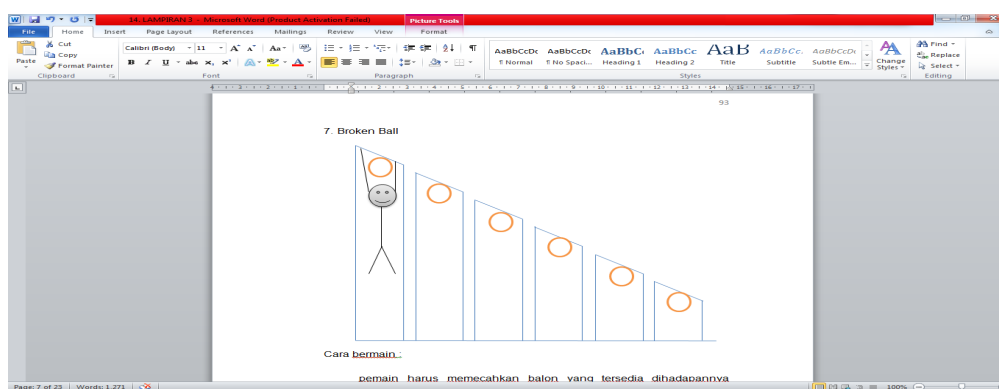 14. LAMPIRAN 3 - Microsoft Word (Product Activation Failed)
Picture Tools
File Home Insert Page Layout References Mailings Review View Format
Paste
Cut
Copy
Format Painter
Clipboard
Calibri (Body) 11
Font
Paragraph
AaBbCcDc AaBbCcDc AaBbC AaBbCc AaB AaBbCc. AaBbCcDc
¶ Normal ¶ No Spaci... Heading 1 Heading 2 Title Subtitle Subtle Em...
Change Styles
Styles
Find
Replace
Select
Editing
93
7. Broken Ball
Cara bermain :
pemain harus memecahkan balon yang tersedia dihadapannya
Page: 7 of 25 Words: 1.271 100%